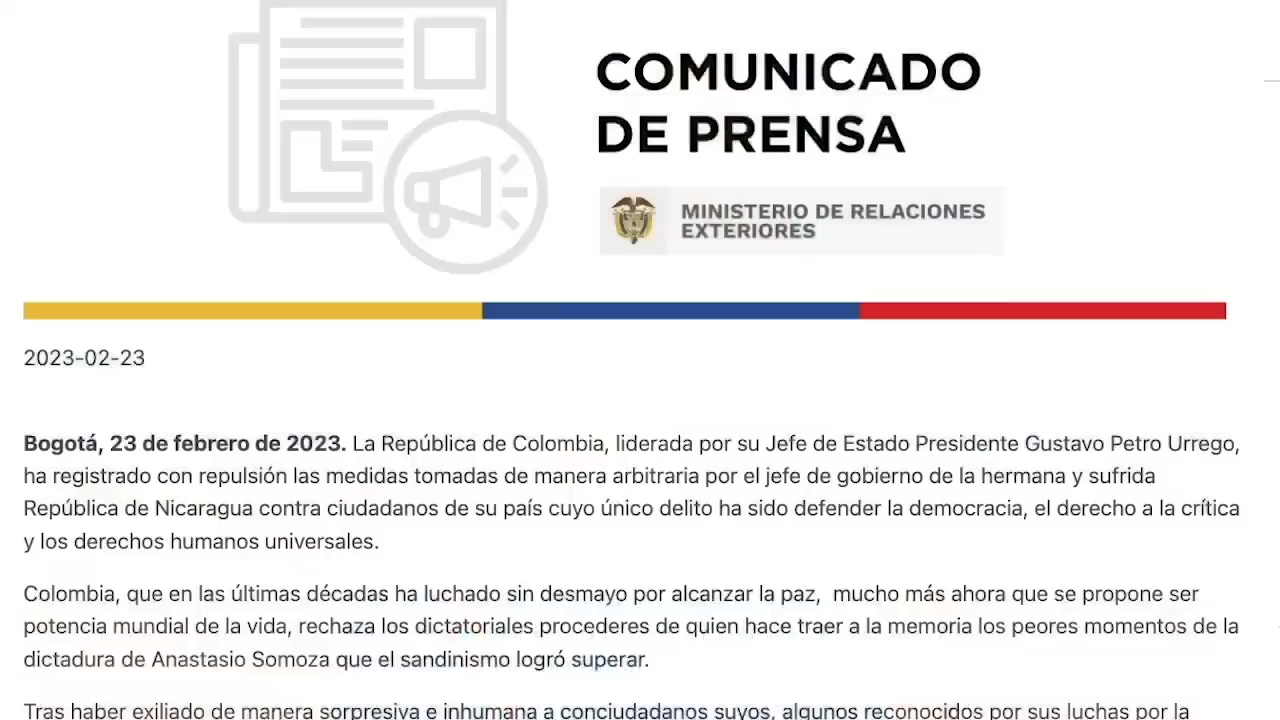 COMUNICADO
DE PRENSA
MINISTERIO DE RELACIONES
EXTERIORES
2023-02-23
Bogotá, 23 de febrero de 2023. La República de Colombia, liderada por su Jefe de Estado Presidente Gustavo Petro Urrego,
ha registrado con repulsión las medidas tomadas de manera arbitraria por el jefe de gobierno de la hermana y sufrida
República de Nicaragua contra ciudadanos de su país cuyo único delito ha sido defender la democracia, el derecho a la crítica
y los derechos humanos universales.
Colombia, que en las últimas décadas ha luchado sin desmayo por alcanzar la paz,  mucho más ahora que se propone ser
potencia mundial de la vida, rechaza los dictatoriales procederes de quien hace traer a la memoria los peores momentos de la
dictadura de Anastasio Somoza que el sandinismo logró superar.
Tras haber exiliado de manera sorpresiva e inhumana a conciudadanos suyos, algunos reconocidos por sus luchas por la